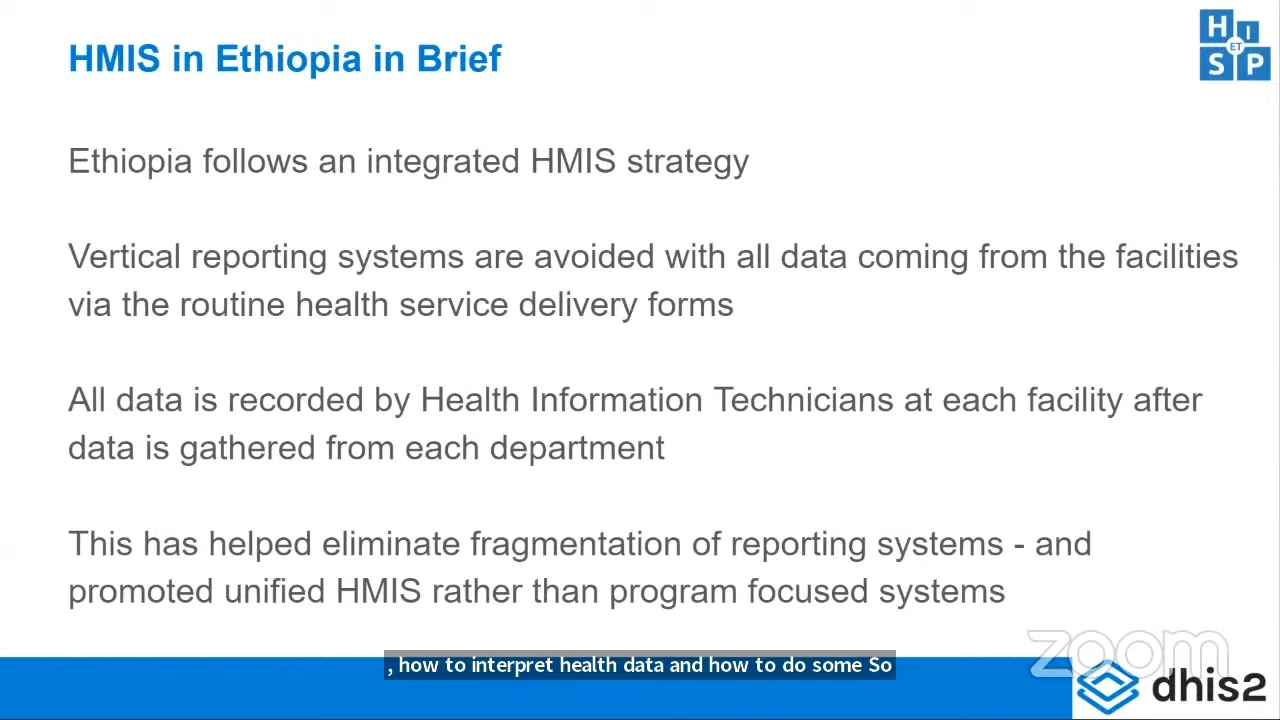 HMIS in Ethiopia in Brief
H I
ET
S P
Ethiopia follows an integrated HMIS strategy
Vertical reporting systems are avoided with all data coming from the facilities
via the routine health service delivery forms
All data is recorded by Health Information Technicians at each facility after
data is gathered from each department
This has helped eliminate fragmentation of reporting systems - and
promoted unified HMIS rather than program focused systems
zoom
, how to interpret health data and how to do some So
dhis2